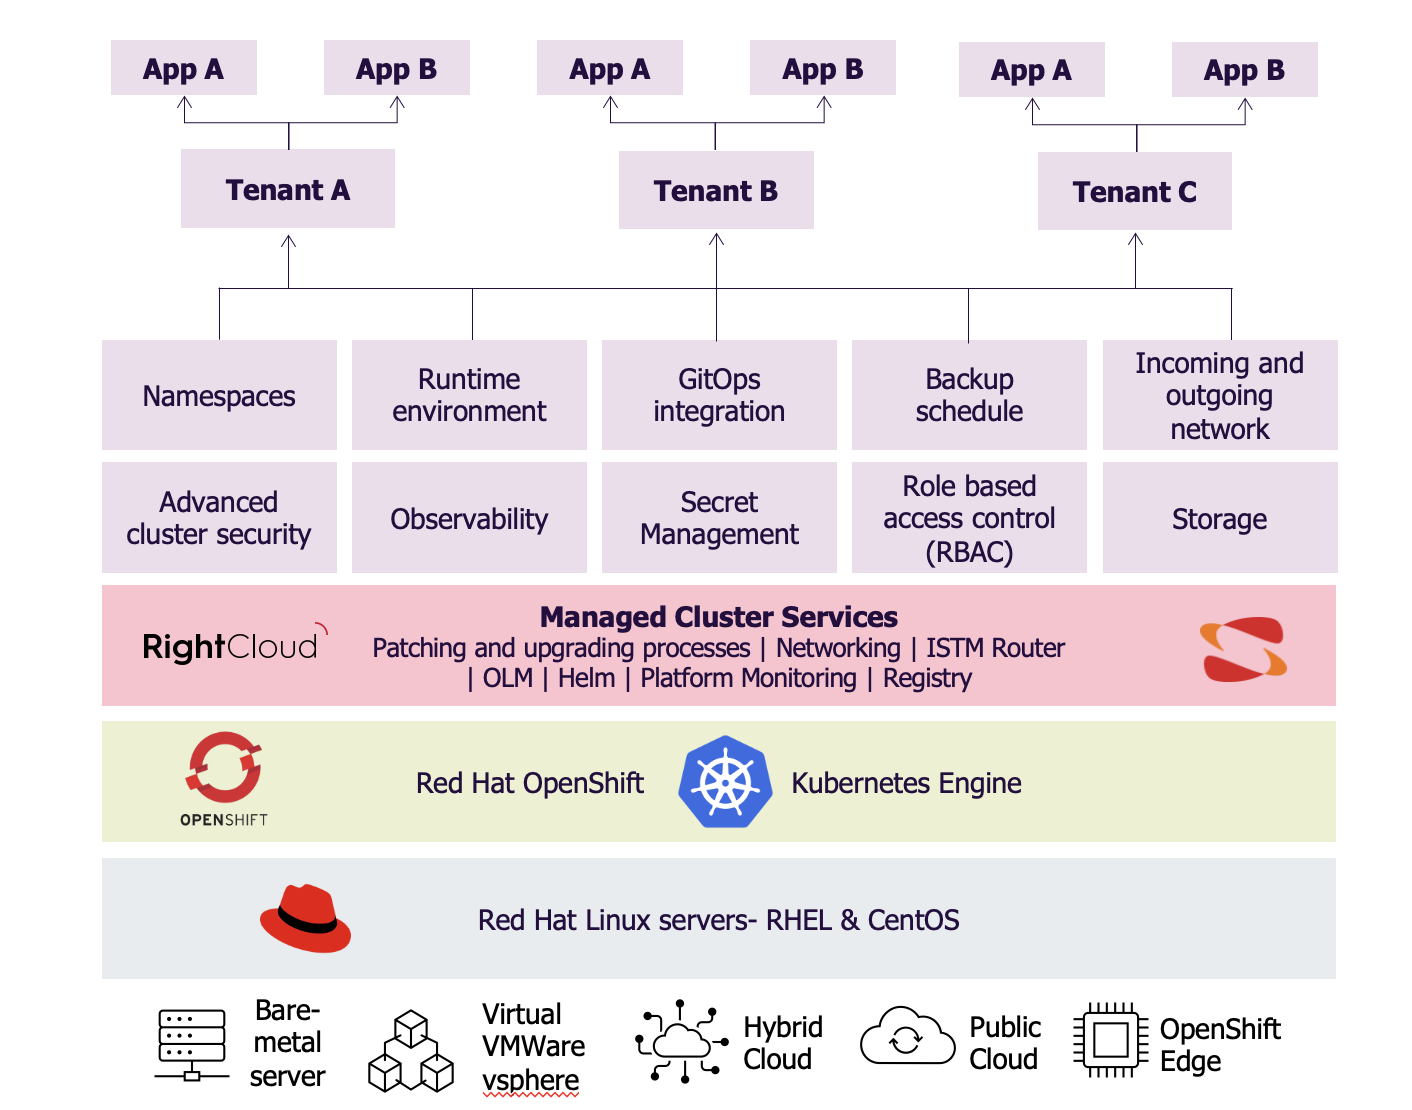 App A
App B
App A
App B
App A
App B
Tenant A
Tenant B
Tenant C
Namespaces
Runtime
environment
GitOps
integration
Backup
schedule
Incoming and
outgoing
network
Advanced
cluster security
Observability
Secret
Management
Role based
access control
(RBAC)
Storage
RightCloud
Managed Cluster Services
Patching and upgrading processes | Networking | ISTM Router
| OLM | Helm | Platform Monitoring | Registry
OPENSHIFT
Red Hat OpenShift
Kubernetes Engine
Red Hat Linux servers- RHEL & CentOS
Bare-
metal
server
Virtual
VMWare
vsphere
Hybrid
Cloud
Public
Cloud
OpenShift
Edge